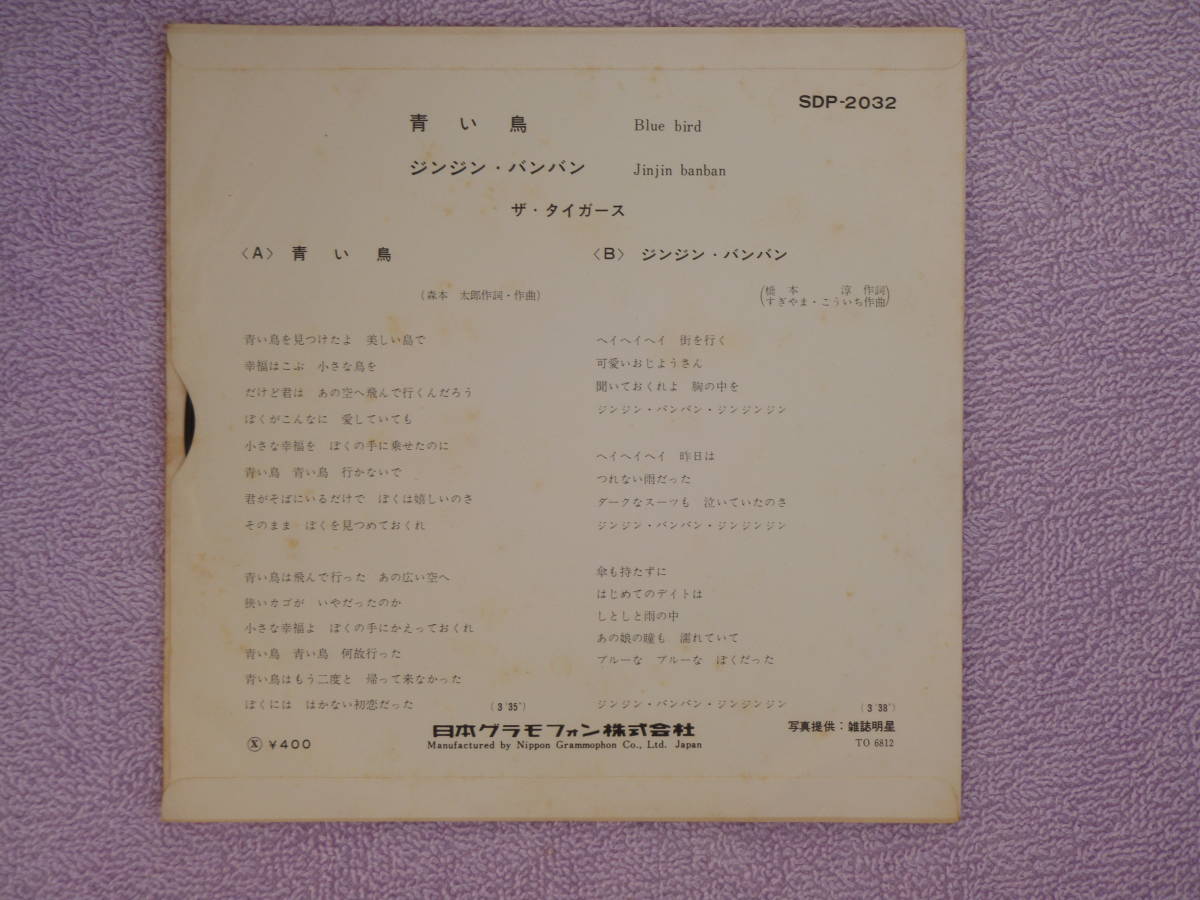 SDP-2032
青い鳥 Blue bird
ジンジン・バンバン Jinjin banban
ザ・タイガース
〈A〉 青い鳥
(森本 太郎作詞・作曲)
青い鳥を見つけたよ 美しい島で
幸福はこぶ 小さな鳥を
だけど君は あの空へ飛んで行くんだろう
ぼくがこんなに 愛していても
小さな幸福を ぼくの手に乗せたのに
青い鳥 青い鳥 行かないで
君がそばにいるだけで ぼくは嬉しいのさ
そのまま ぼくを見つめておくれ
青い鳥は飛んで行った あの広い空へ
狭いカゴが いやだったのか
小さな幸福よ ぼくの手にかえっておくれ
青い鳥 青い鳥 何故行った
青い鳥はもう二度と 帰って来なかった
ぼくには はかない初恋だった
(3'35")
〈B〉 ジンジン・バンバン
(橋本 淳 作詞
すぎやま・こういち作曲)
ヘイヘイヘイ 街を行く
可愛いおじようさん
聞いておくれよ 胸の中を
ジンジン・バンバン・ジンジンジン
ヘイヘイヘイ 昨日は
つれない雨だった
ダークなスーツも 泣いていたのさ
ジンジン・バンバン・ジンジンジン
傘も持たずに
はじめてのデイトは
しとしと雨の中
あの娘の瞳も 濡れていて
ブルーな ブルーな ぼくだった
ジンジン・バンバン・ジンジンジン
(3'38")
Ⓧ ¥400
日本グラモフォン株式会社
Manufactured by Nippon Grammophon Co., Ltd. Japan
写真提供:雑誌明星
TO 6812